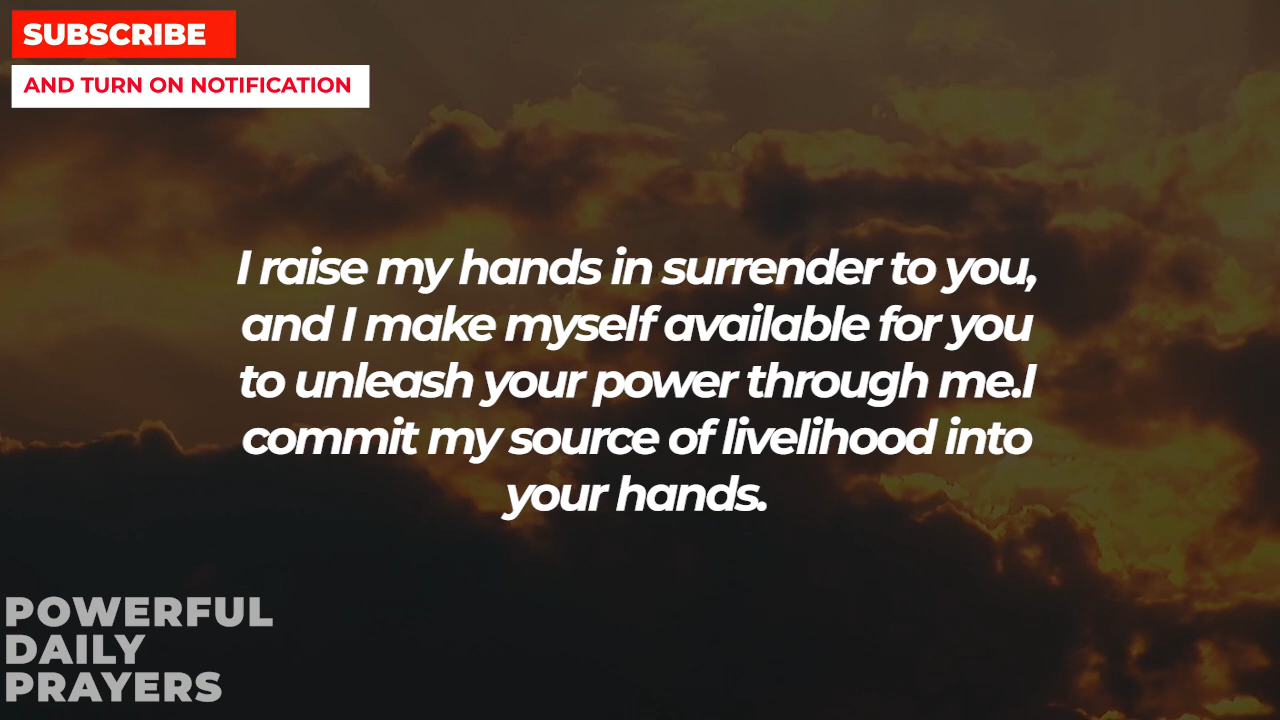 SUBSCRIBE
AND TURN ON NOTIFICATION
I raise my hands in surrender to you,
and I make myself available for you
to unleash your power through me.I
commit my source of livelihood into
your hands.
POWERFUL
DAILY
PRAYERS